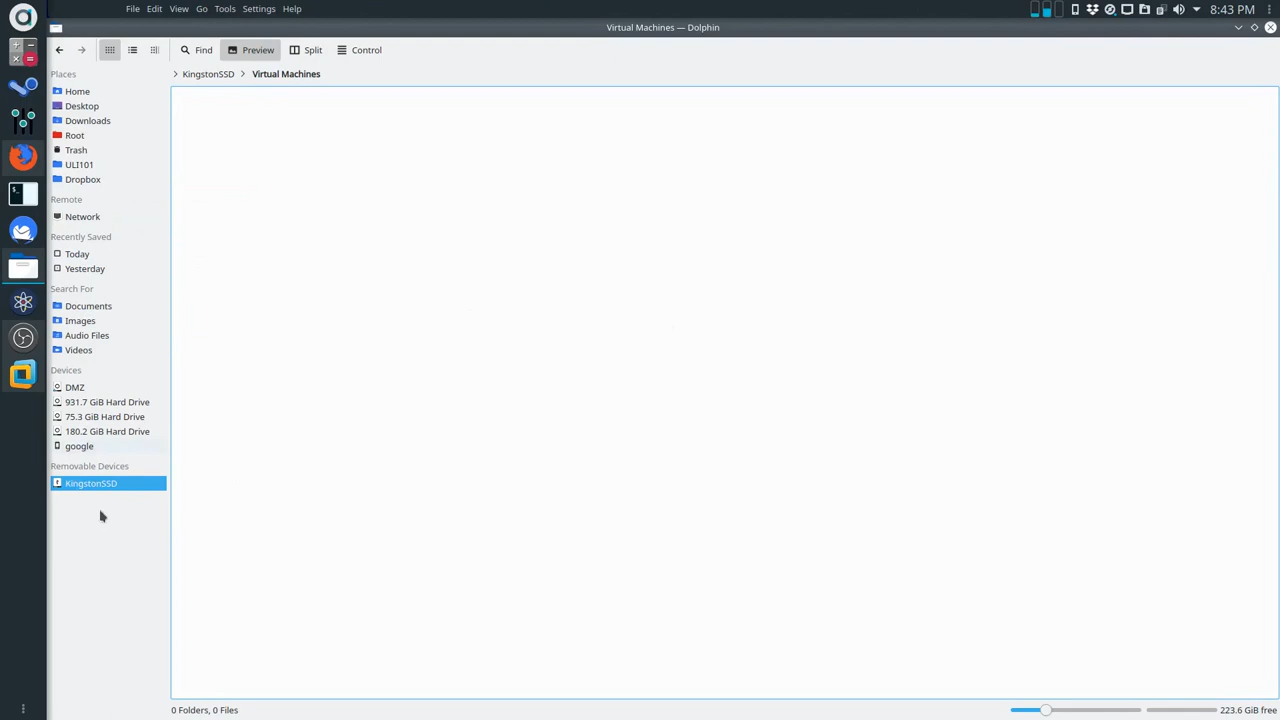 File Edit View Go Tools Settings Help
8:43 PM
Virtual Machines — Dolphin
Find Preview Split Control
Places
KingstonSSD Virtual Machines
Home
Desktop
Downloads
Root
Trash
ULI101
Dropbox
Remote
Network
Recently Saved
Today
Yesterday
Search For
Documents
Images
Audio Files
Videos
Devices
DMZ
931.7 GiB Hard Drive
75.3 GiB Hard Drive
180.2 GiB Hard Drive
google
Removable Devices
KingstonSSD
0 Folders, 0 Files
223.6 GiB free